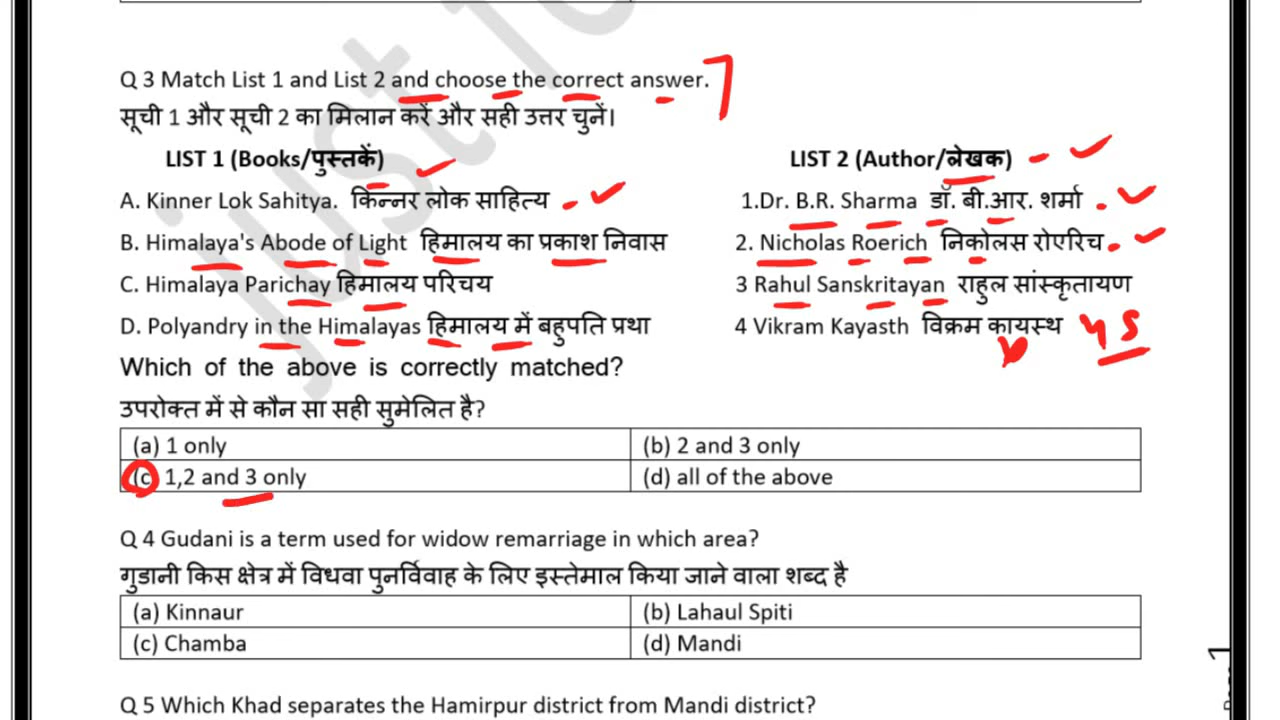 Q 3 Match List 1 and List 2 and choose the correct answer.
सूची 1 और सूची 2 का मिलान करें और सही उत्तर चुनें।
LIST 1 (Books/पुस्तकें) LIST 2 (Author/लेखक)
A. Kinner Lok Sahitya. किन्नर लोक साहित्य 1.Dr. B.R. Sharma डॉ. बी.आर. शर्मा
B. Himalaya's Abode of Light हिमालय का प्रकाश निवास 2. Nicholas Roerich निकोलस रोएरिच
C. Himalaya Parichay हिमालय परिचय 3 Rahul Sanskritayan राहुल सांस्कृतायण
D. Polyandry in the Himalayas हिमालय में बहुपति प्रथा 4 Vikram Kayasth विक्रम कायस्थ
Which of the above is correctly matched?
उपरोक्त में से कौन सा सही सुमेलित है?
(a) 1 only (b) 2 and 3 only
(c) 1,2 and 3 only (d) all of the above
Q 4 Gudani is a term used for widow remarriage in which area?
गुडानी किस क्षेत्र में विधवा पुनर्विवाह के लिए इस्तेमाल किया जाने वाला शब्द है
(a) Kinnaur (b) Lahaul Spiti
(c) Chamba (d) Mandi
Q 5 Which Khad separates the Hamirpur district from Mandi district?